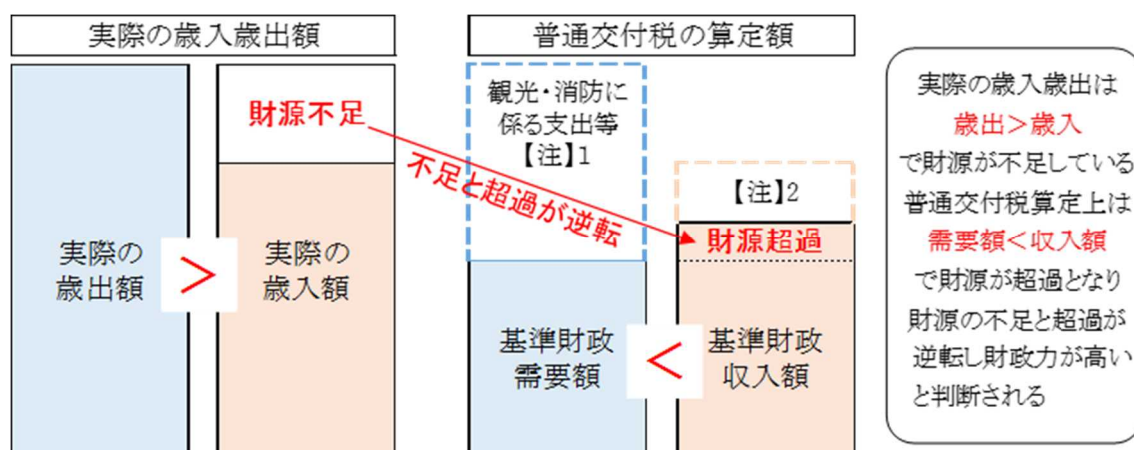 実際の歳入歳出額
財源不足
実際の
歳出額
>
実際の
歳入額
不足と超過が逆転
普通交付税の算定額
観光・消防に
係る支出等
【注】1
【注】2
財源超過
基準財政
需要額
<
基準財政
収入額
実際の歳入歳出は
歳出>歳入
で財源が不足している
普通交付税算定上は
需要額<収入額
で財源が超過となり
財源の不足と超過が
逆転し財政力が高い
と判断される